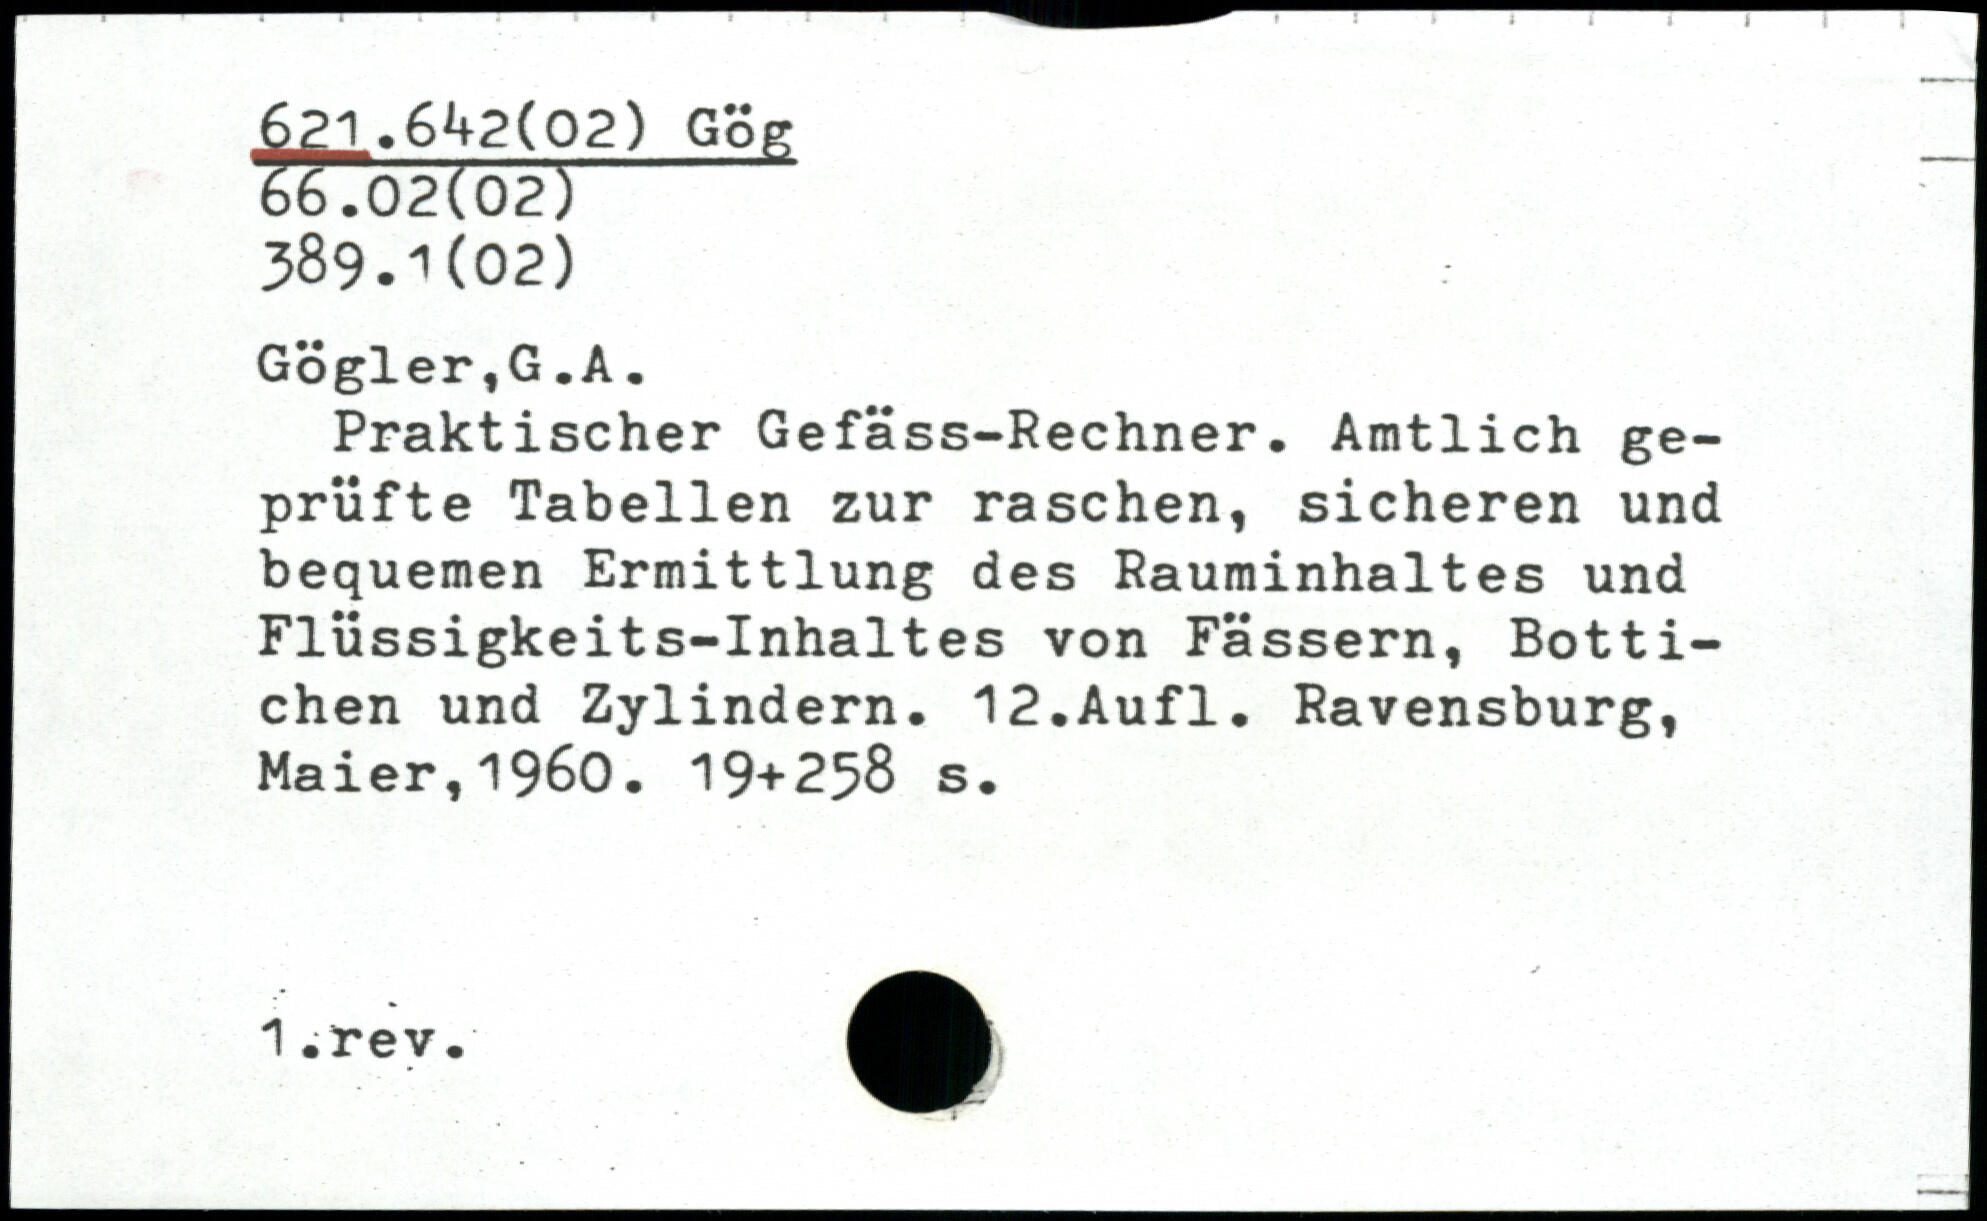 621.642(02) Gög
66.02(02)
389.1(02)
Gögler,G.A.
Praktischer Gefäss-Rechner. Amtlich ge-
prüfte Tabellen zur raschen, sicheren und
bequemen Ermittlung des Rauminhaltes und
Flüssigkeits-Inhaltes von Fässern, Botti-
chen und Zylindern. 12.Aufl. Ravensburg,
Maier,1960. 19+258 s.
1.rev.